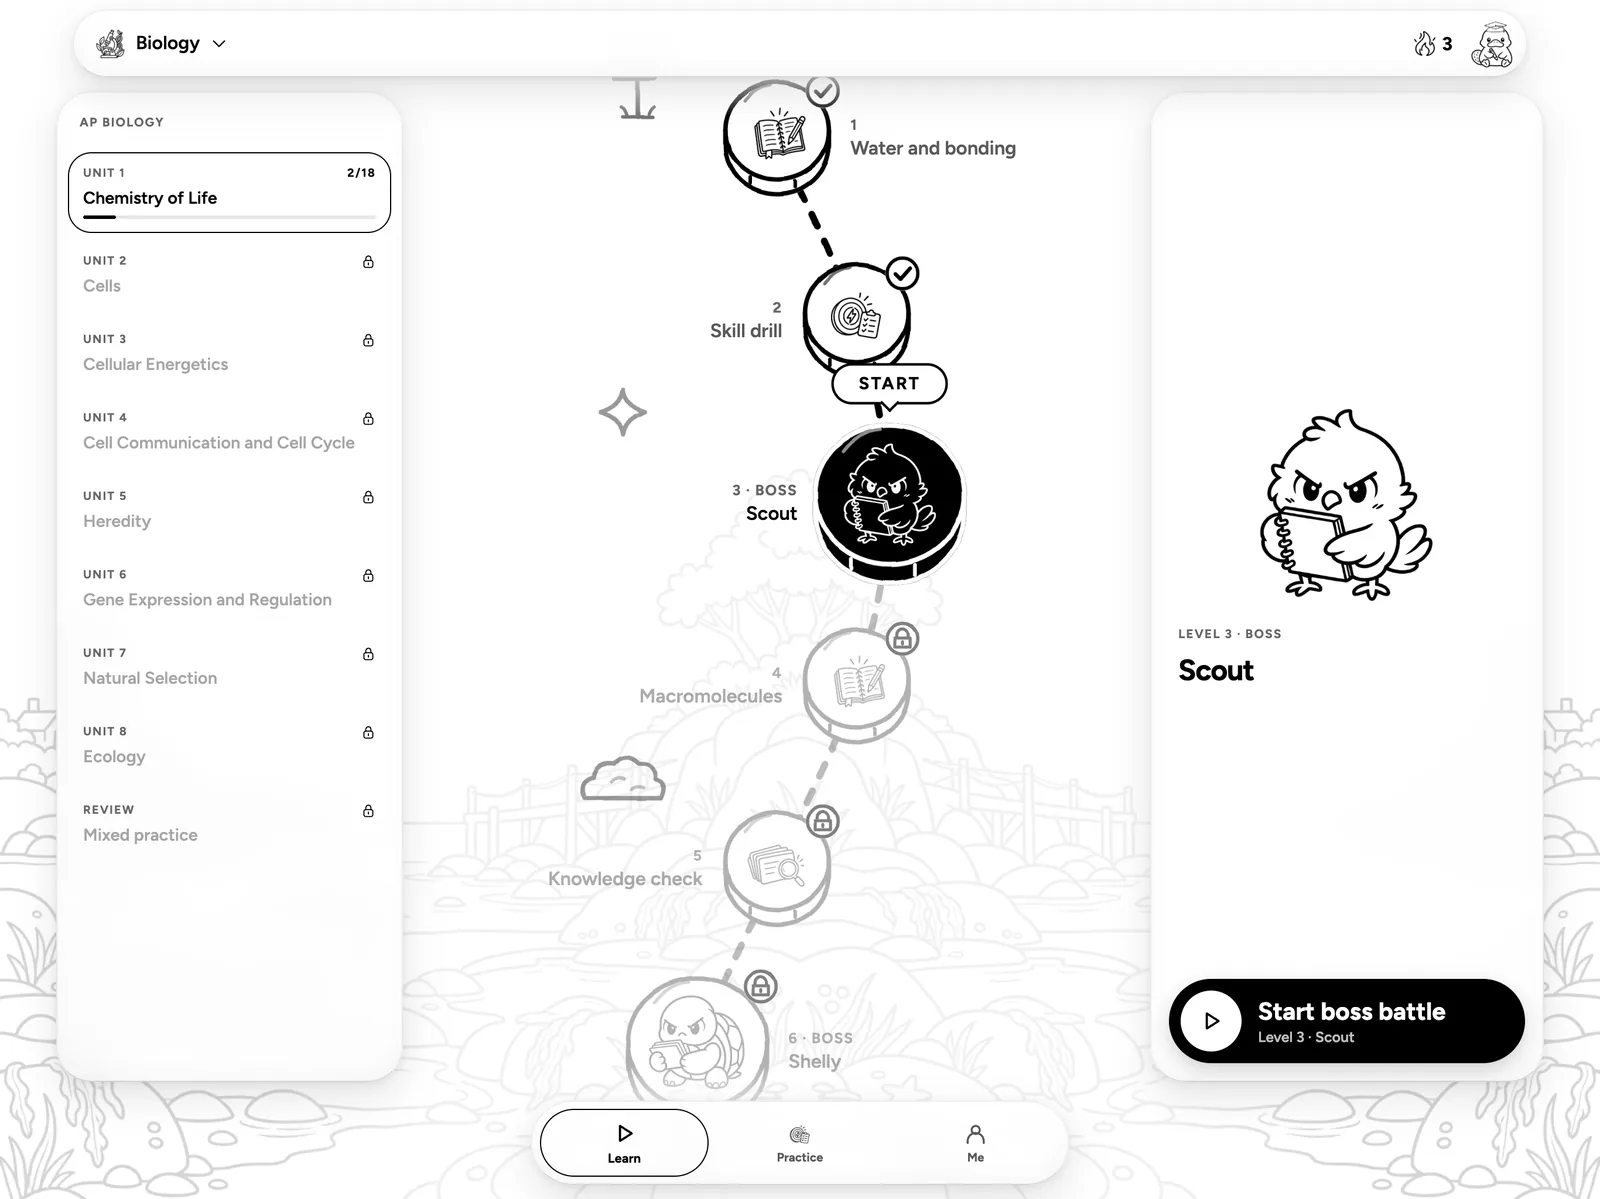 Biology
3
AP BIOLOGY
UNIT 1
2/18
Chemistry of Life
UNIT 2
Cells
UNIT 3
Cellular Energetics
UNIT 4
Cell Communication and Cell Cycle
UNIT 5
Heredity
UNIT 6
Gene Expression and Regulation
UNIT 7
Natural Selection
UNIT 8
Ecology
REVIEW
Mixed practice
1
Water and bonding
2
Skill drill
START
3 · BOSS
Scout
4
Macromolecules
5
Knowledge check
6 · BOSS
Shelly
LEVEL 3 · BOSS
Scout
Start boss battle
Level 3 · Scout
Learn
Practice
Me